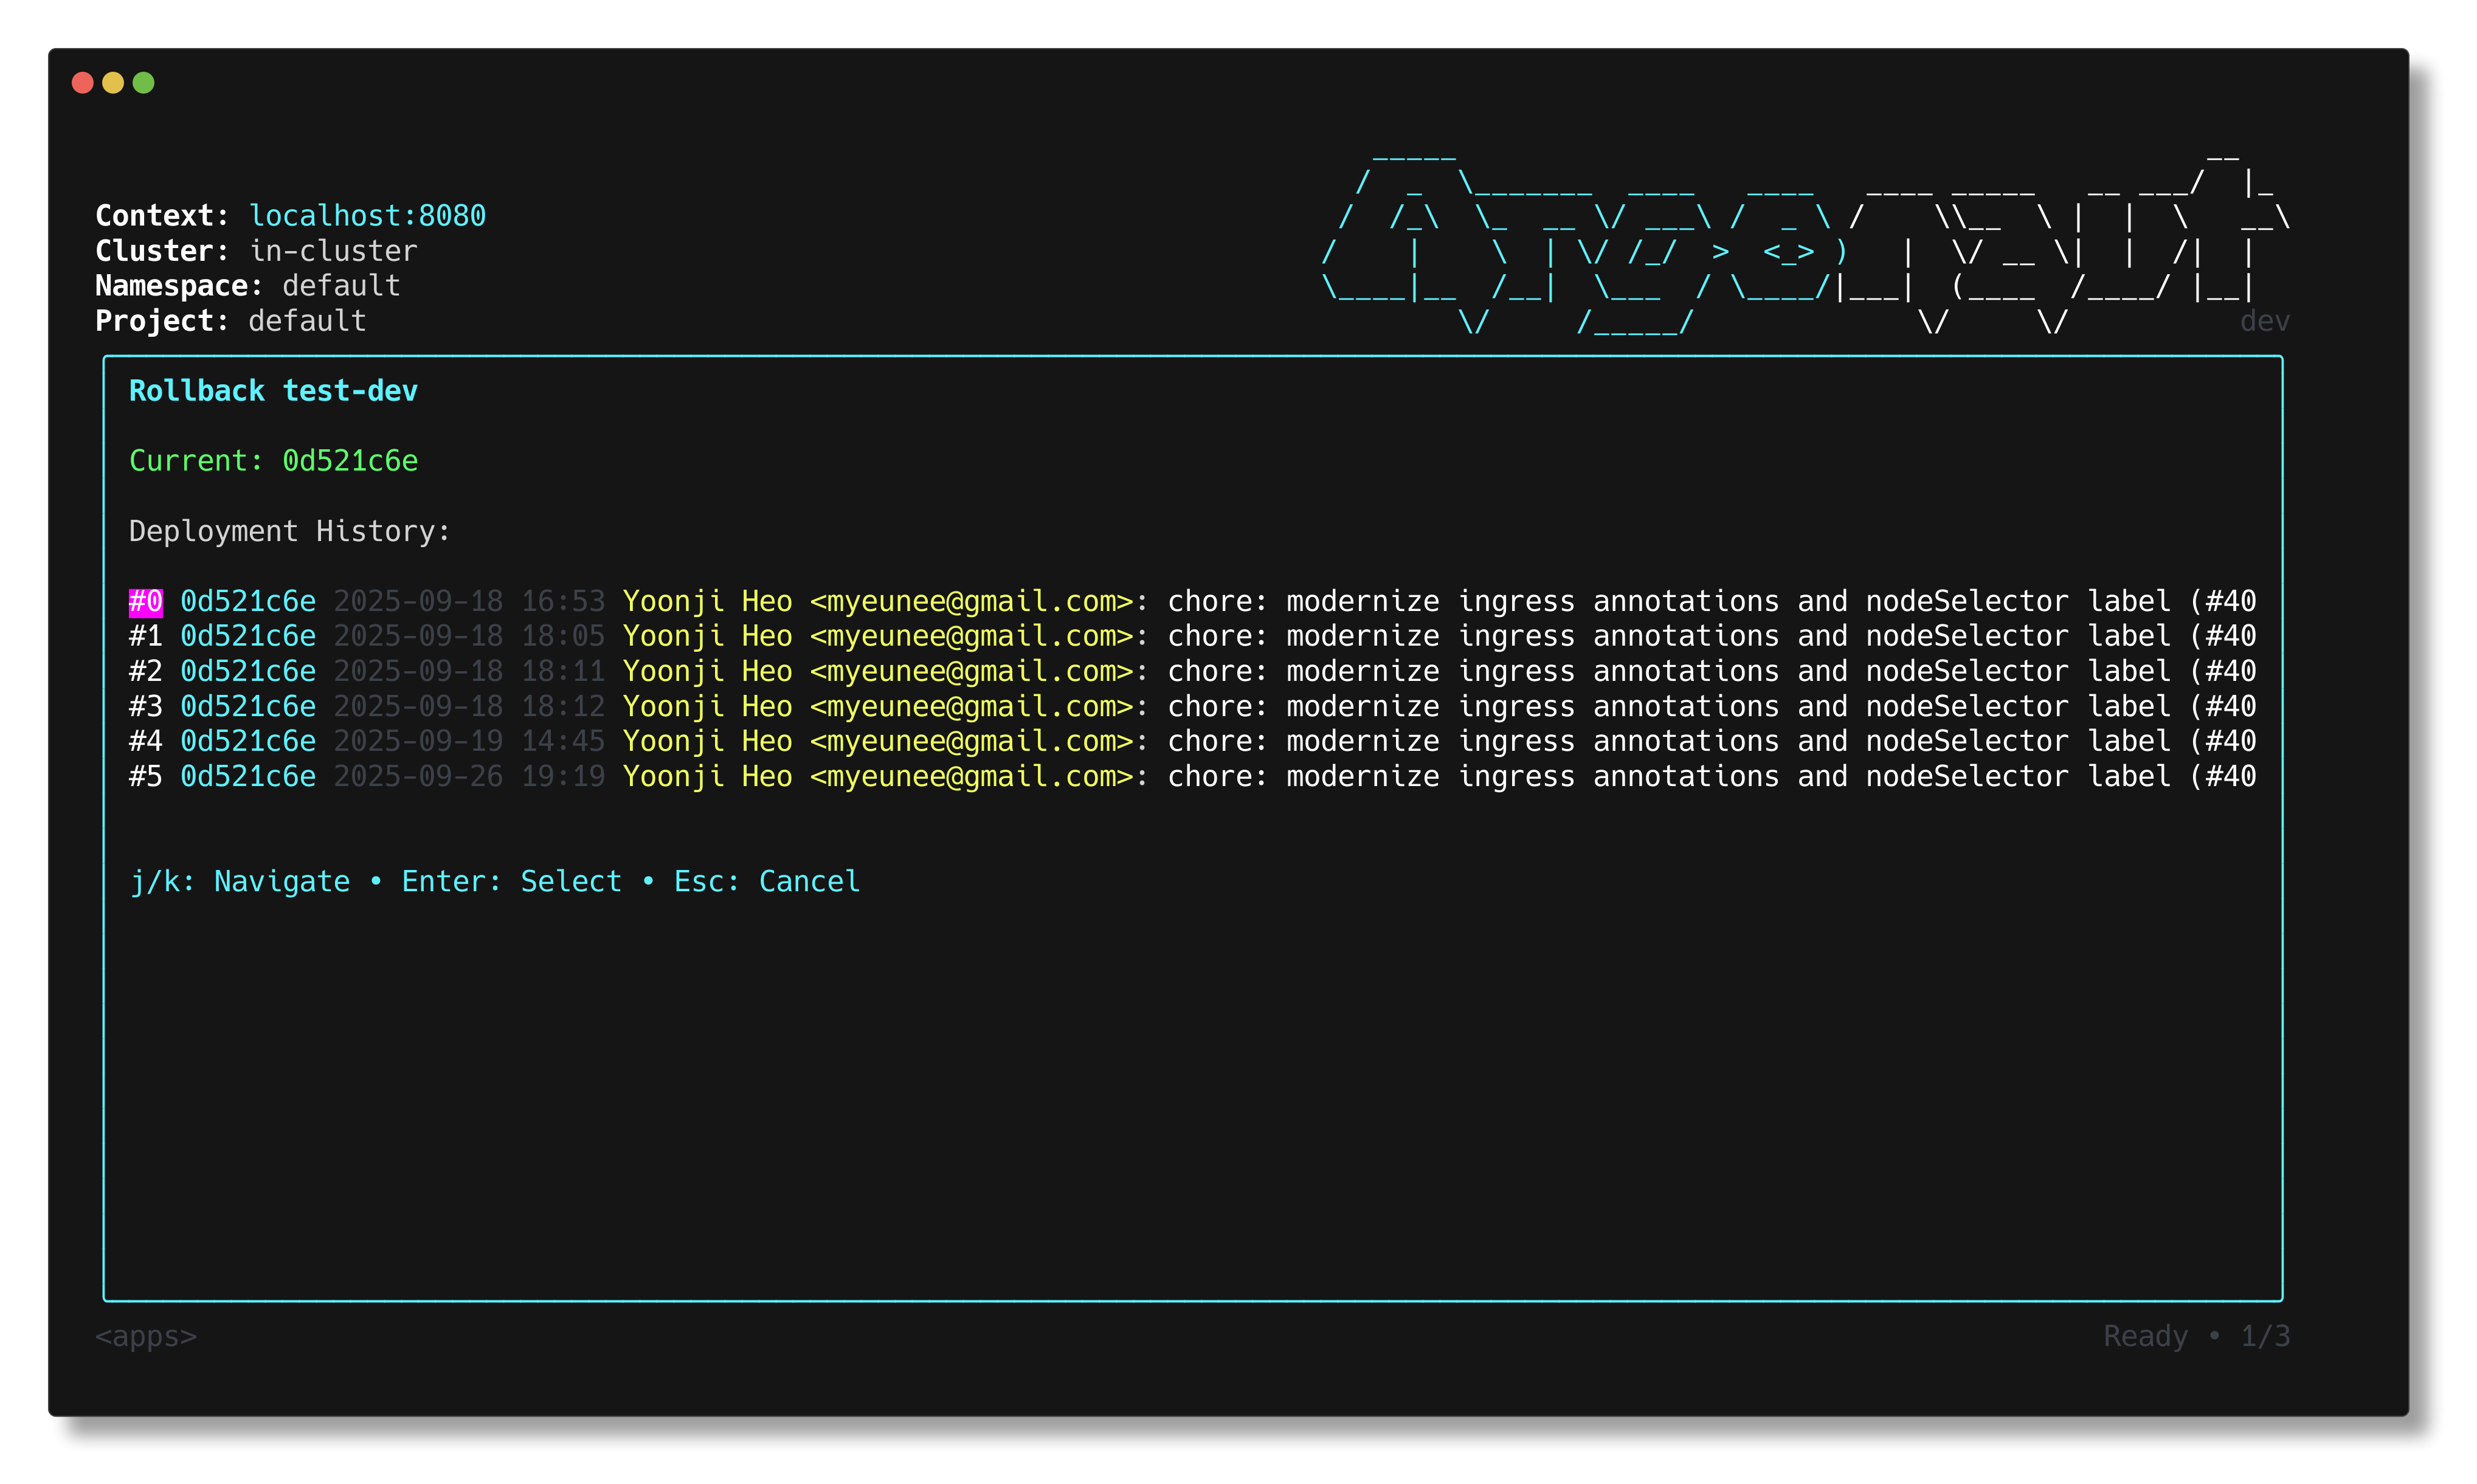 Argonaut
Context: localhost:8080
Cluster: in-cluster
Namespace: default
Project: default
dev
Rollback test-dev
Current: 0d521c6e
Deployment History:
#0 0d521c6e 2025-09-18 16:53 Yoonji Heo <myeunee@gmail.com>: chore: modernize ingress annotations and nodeSelector label (#40
#1 0d521c6e 2025-09-18 18:05 Yoonji Heo <myeunee@gmail.com>: chore: modernize ingress annotations and nodeSelector label (#40
#2 0d521c6e 2025-09-18 18:11 Yoonji Heo <myeunee@gmail.com>: chore: modernize ingress annotations and nodeSelector label (#40
#3 0d521c6e 2025-09-18 18:12 Yoonji Heo <myeunee@gmail.com>: chore: modernize ingress annotations and nodeSelector label (#40
#4 0d521c6e 2025-09-19 14:45 Yoonji Heo <myeunee@gmail.com>: chore: modernize ingress annotations and nodeSelector label (#40
#5 0d521c6e 2025-09-26 19:19 Yoonji Heo <myeunee@gmail.com>: chore: modernize ingress annotations and nodeSelector label (#40
j/k: Navigate • Enter: Select • Esc: Cancel
<apps>
Ready • 1/3